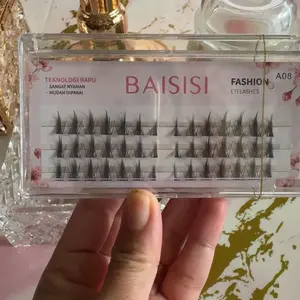 TEKNOLOGI BARU
- SANGAT NYAMAN
- MUDAH DIPAKAI
BAISISI
FASHION
EYELASHES
A08